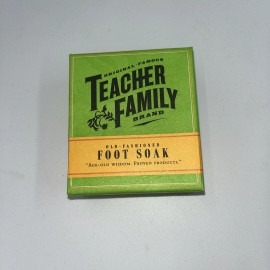 ORIGINAL-FAMOUS
TEACHER
FAMILY
BRAND
OLD-FASHIONED
FOOT SOAK
"AGE-OLD WISDOM. PROVEN PRODUCTS."